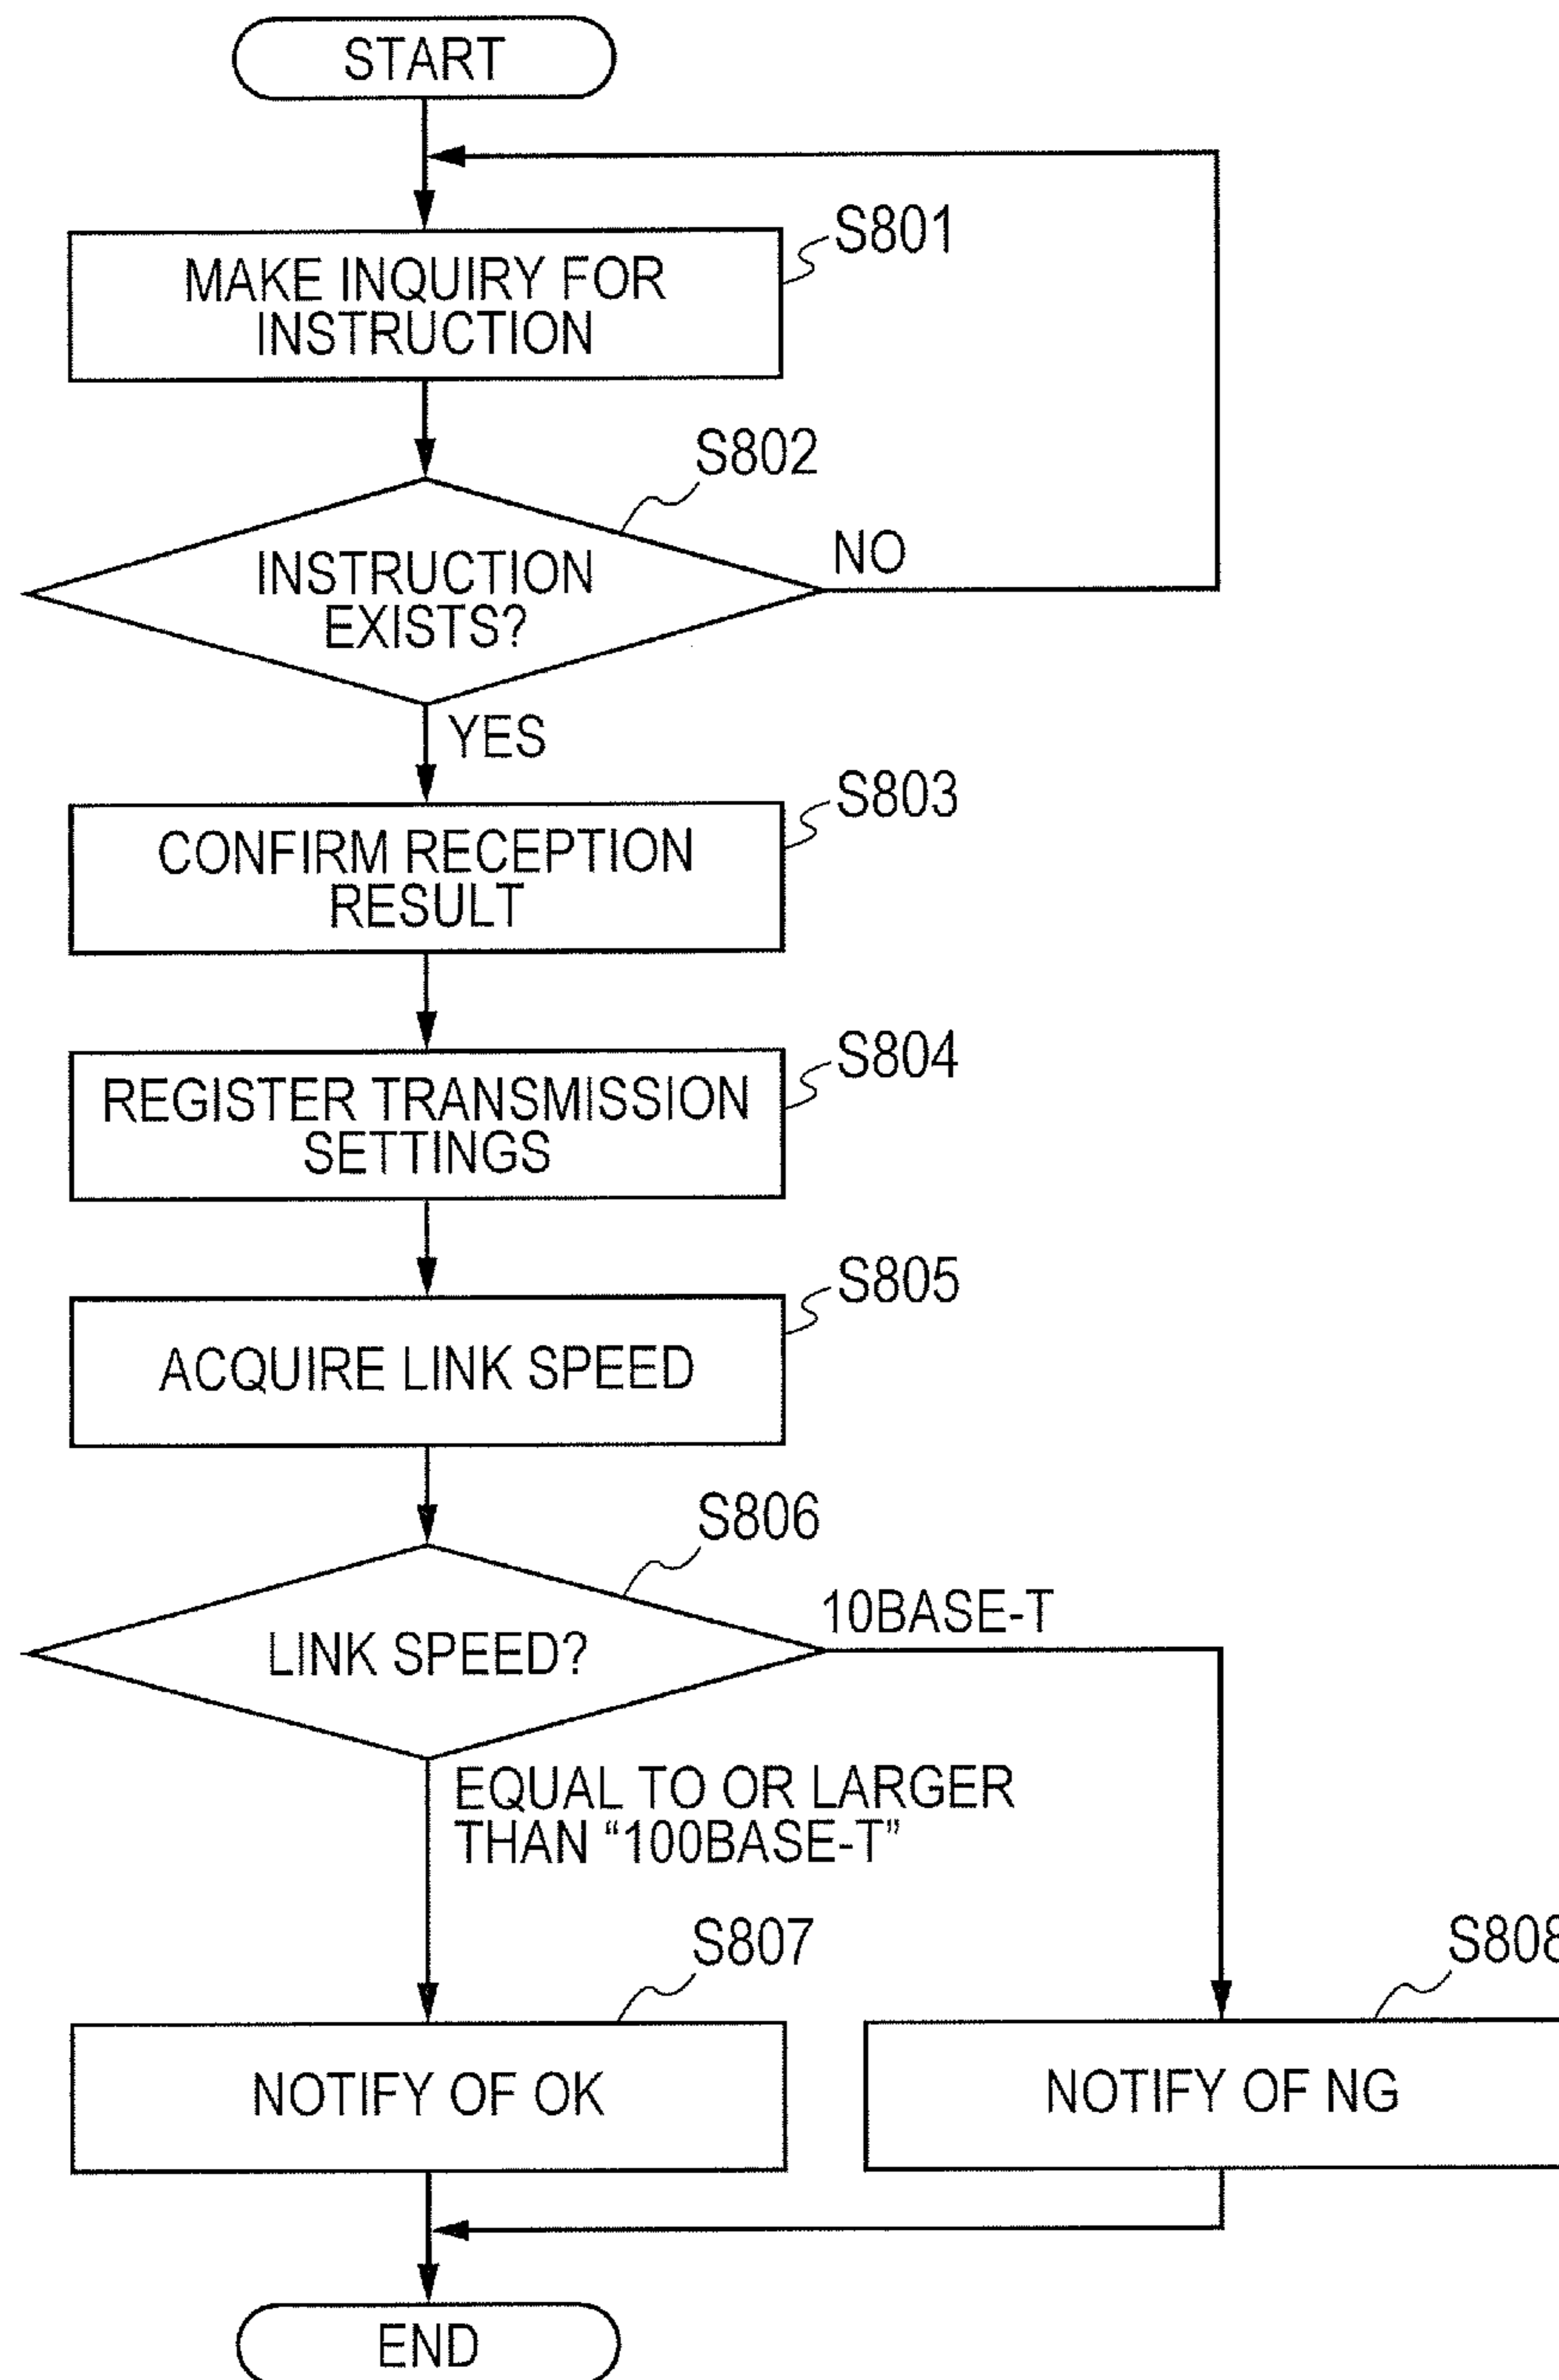 START
S801
MAKE INQUIRY FOR
INSTRUCTION
S802
INSTRUCTION
EXISTS?
NO
YES
S803
CONFIRM RECEPTION
RESULT
S804
REGISTER TRANSMISSION
SETTINGS
S805
ACQUIRE LINK SPEED
S806
LINK SPEED?
10BASE-T
EQUAL TO OR LARGER
THAN “100BASE-T”
S807
S808
NOTIFY OF OK
NOTIFY OF NG
END